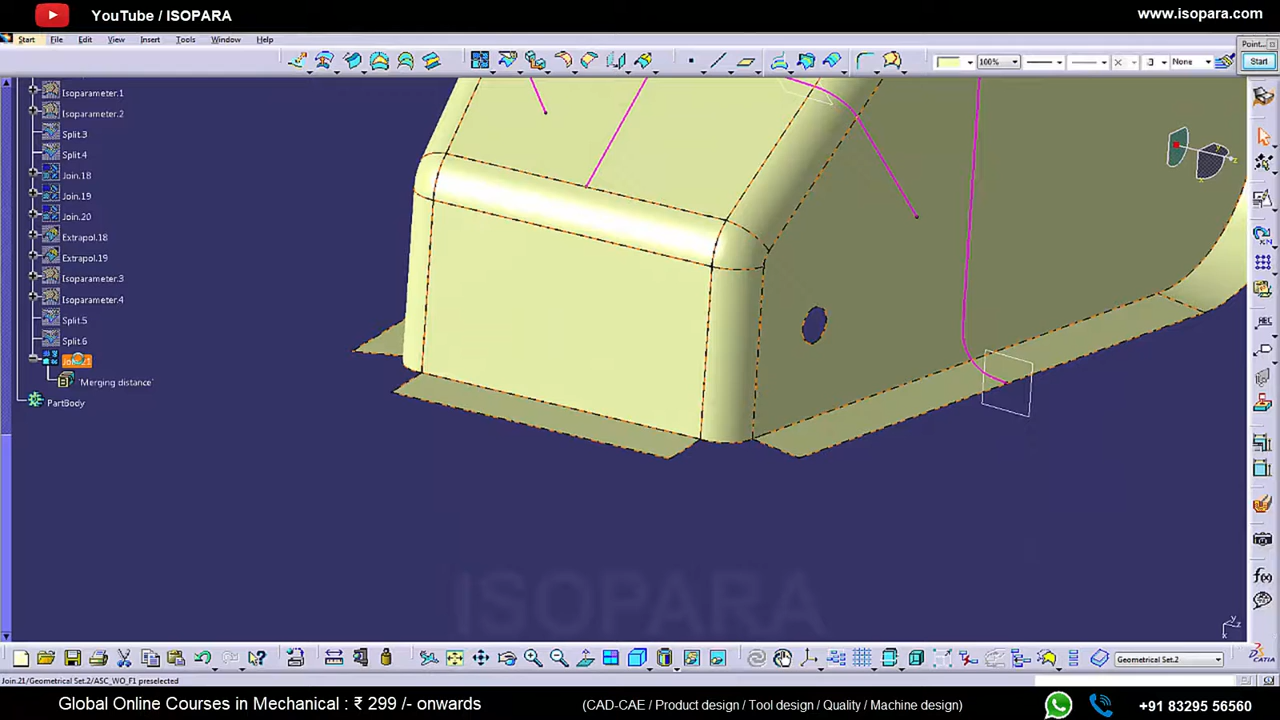 YouTube / ISOPARA
www.isopara.com
Start File Edit View Insert Tools Window Help
Point...
100%
3 None
Start
Isoparameter.1
Isoparameter.2
Split.3
Split.4
Join.18
Join.19
Join.20
Extrapol.18
Extrapol.19
Isoparameter.3
Isoparameter.4
Split.5
Split.6
'Merging distance'
PartBody
ISOPARA
Geometrical Set.2
CATIA
Join.21/Geometrical Set.2/ASC_WO_F1 preselected
Global Online Courses in Mechanical : ₹ 299 /- onwards
(CAD-CAE / Product design / Tool design / Quality / Machine design)
+91 83295 56560